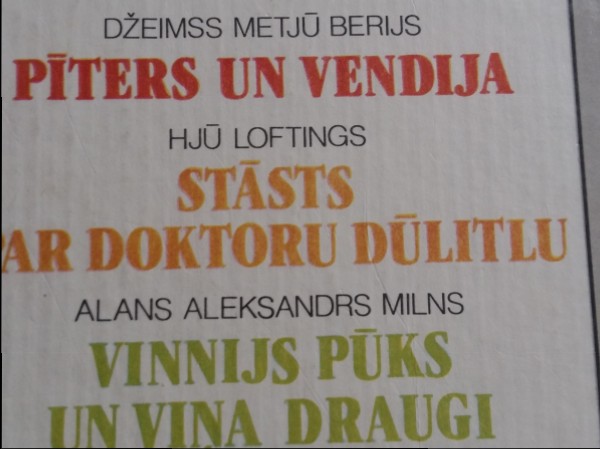 DŽEIMSS METJŪ BERIJS
PĪTERS UN VENDIJA
HJŪ LOFTINGS
STĀSTS
PAR DOKTORU DŪLITLU
ALANS ALEKSANDRS MILNS
VINNIJS PŪKS
UN VIŅA DRAUGI